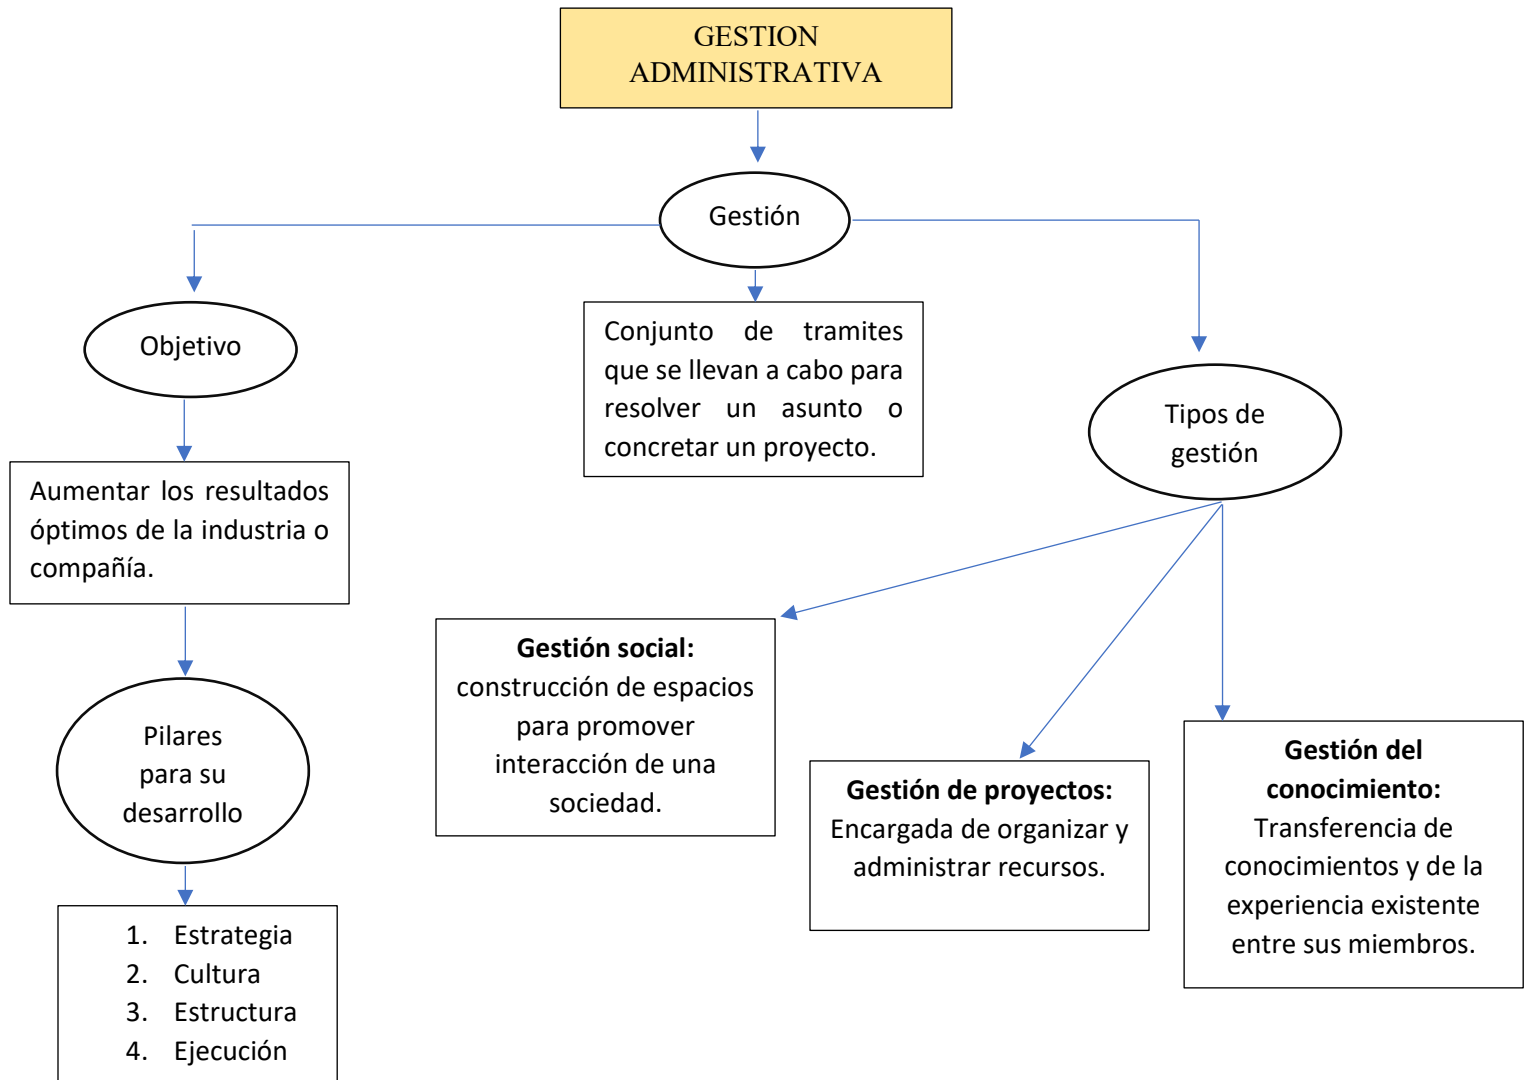 GESTION
ADMINISTRATIVA
Gestión
Objetivo
Conjunto de tramites
que se llevan a cabo para
resolver un asunto o
concretar un proyecto.
Tipos de
gestión
Aumentar los resultados
óptimos de la industria o
compañía.
Pilares
para su
desarrollo
1. Estrategia
2. Cultura
3. Estructura
4. Ejecución
Gestión social:
construcción de espacios
para promover
interacción de una
sociedad.
Gestión de proyectos:
Encargada de organizar y
administrar recursos.
Gestión del
conocimiento:
Transferencia de
conocimientos y de la
experiencia existente
entre sus miembros.